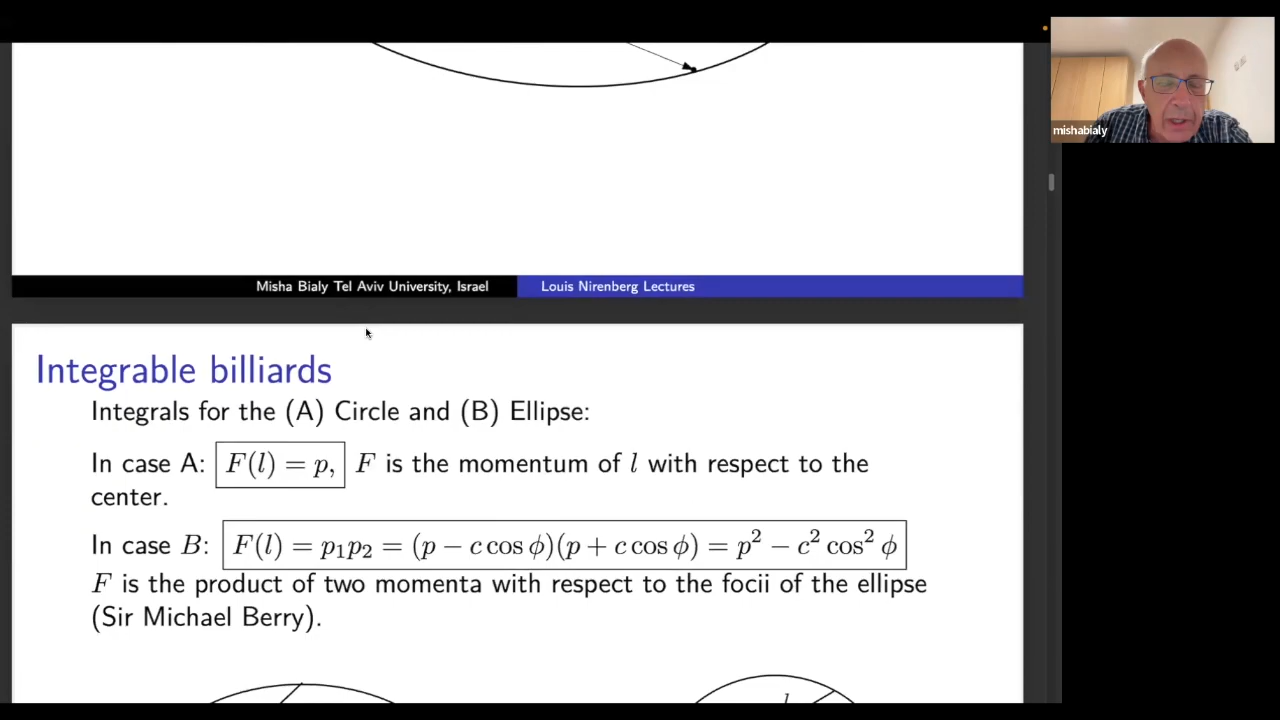 mishabialy
Misha Bialy Tel Aviv University, Israel
Louis Nirenberg Lectures
Integrable billiards
Integrals for the (A) Circle and (B) Ellipse:
In case A: F(l) = p, F is the momentum of l with respect to the
center.
In case B: F(l) = p₁p₂ = (p − c cos ϕ)(p + c cos ϕ) = p² − c² cos² ϕ
F is the product of two momenta with respect to the focii of the ellipse
(Sir Michael Berry).
l